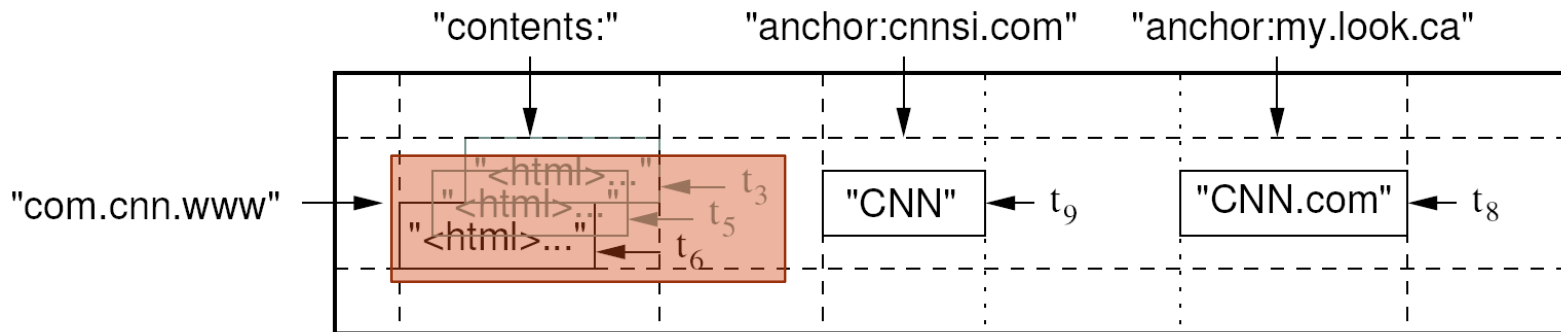 "contents:" "anchor:cnnsi.com" "anchor:my.look.ca"
"<html>..." t3
"com.cnn.www" "<html>..." t5 "CNN" t9 "CNN.com" t8
"<html>..." t6